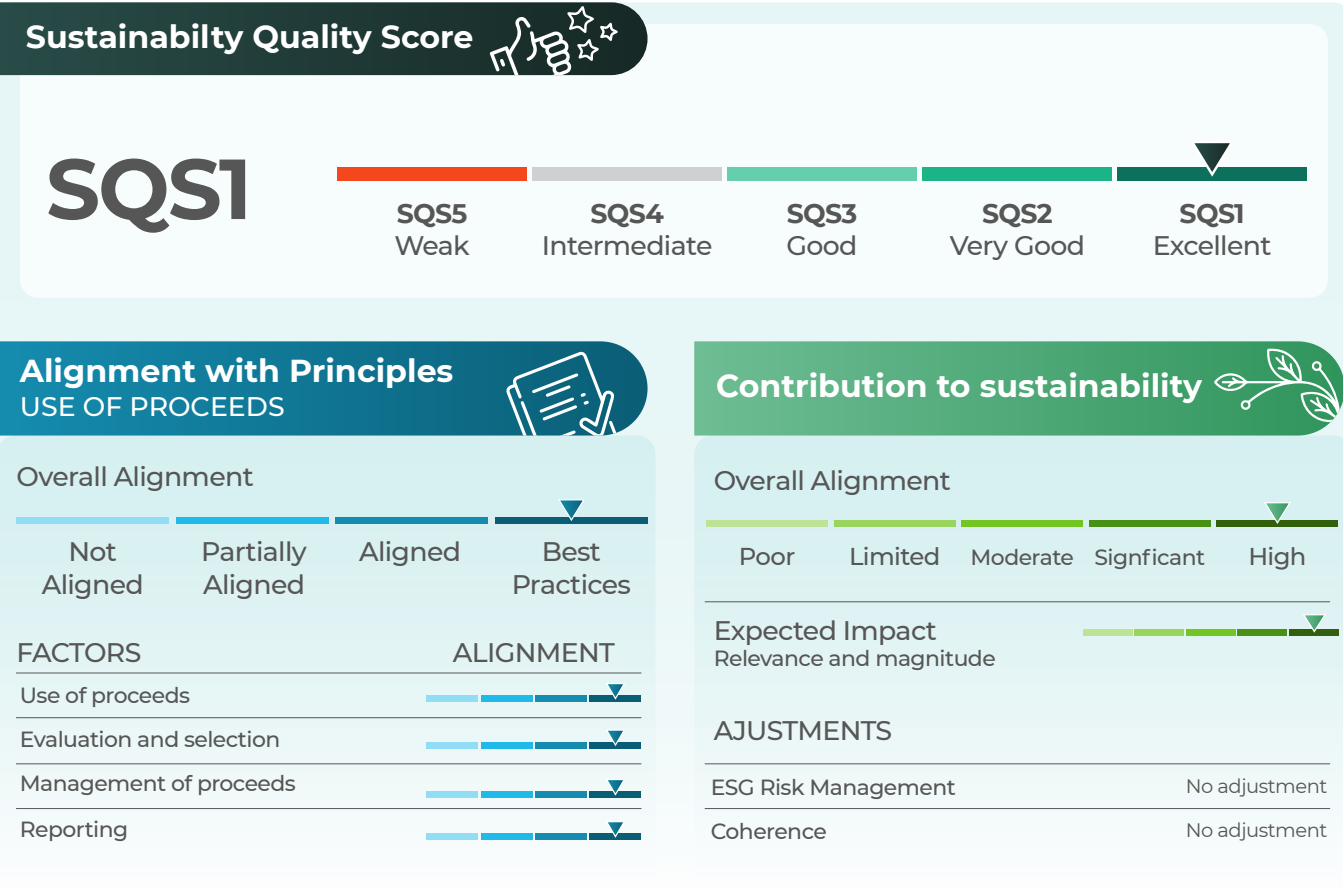 Sustainabilty Quality Score
SQS1
SQS5
Weak
SQS4
Intermediate
SQS3
Good
SQS2
Very Good
SQS1
Excellent
Alignment with Principles
USE OF PROCEEDS
Overall Alignment
Not
Aligned
Partially
Aligned
Aligned
Best
Practices
FACTORS ALIGNMENT
Use of proceeds
Evaluation and selection
Management of proceeds
Reporting
Contribution to sustainability
Overall Alignment
Poor Limited Moderate Signficant High
Expected Impact
Relevance and magnitude
AJUSTMENTS
ESG Risk Management No adjustment
Coherence No adjustment